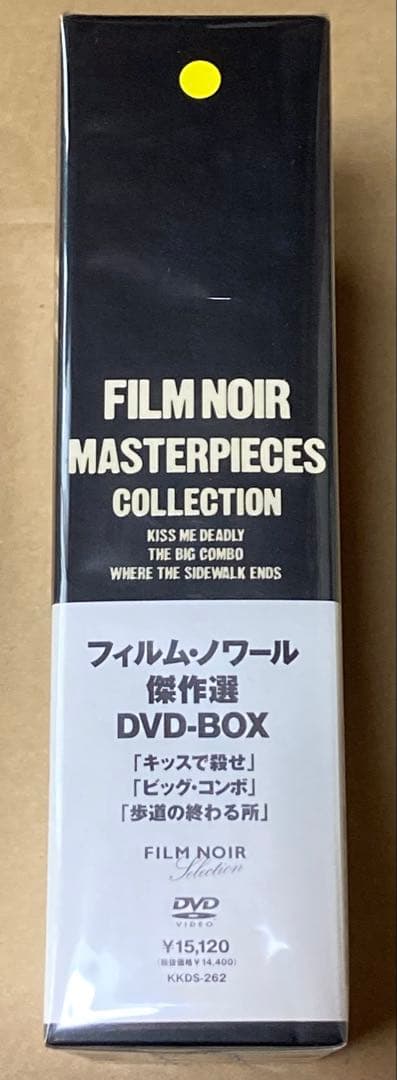 FILM NOIR
MASTERPIECES
COLLECTION
KISS ME DEADLY
THE BIG COMBO
WHERE THE SIDEWALK ENDS
フィルム・ノワール
傑作選
DVD-BOX
「キッスで殺せ」
「ビッグ・コンボ」
「歩道の終わる所」
FILM NOIR
Selection
DVD
VIDEO
¥15,120
(税抜価格¥14,400)
KKDS-262